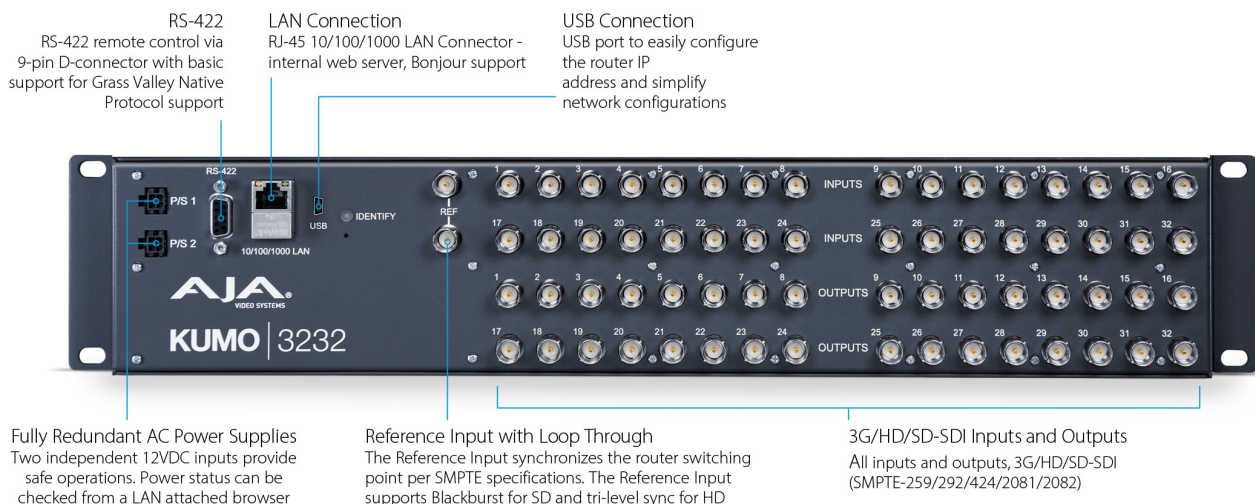 RS-422
RS-422 remote control via
9-pin D-connector with basic
support for Grass Valley Native
Protocol support
LAN Connection
RJ-45 10/100/1000 LAN Connector -
internal web server, Bonjour support
USB Connection
USB port to easily configure
the router IP
address and simplify
network configurations
RS-422
P/S 1
P/S 2
10/100/1000 LAN
USB
IDENTIFY
REF
AJA
VIDEO SYSTEMS
KUMO 3232
1 2 3 4 5 6 7 8 INPUTS 9 10 11 12 13 14 15 16
17 18 19 20 21 22 23 24 INPUTS 25 26 27 28 29 30 31 32
1 2 3 4 5 6 7 8 OUTPUTS 9 10 11 12 13 14 15 16
17 18 19 20 21 22 23 24 OUTPUTS 25 26 27 28 29 30 31 32
Fully Redundant AC Power Supplies
Two independent 12VDC inputs provide
safe operations. Power status can be
checked from a LAN attached browser
Reference Input with Loop Through
The Reference Input synchronizes the router switching
point per SMPTE specifications. The Reference Input
supports Blackburst for SD and tri-level sync for HD
3G/HD/SD-SDI Inputs and Outputs
All inputs and outputs, 3G/HD/SD-SDI
(SMPTE-259/292/424/2081/2082)